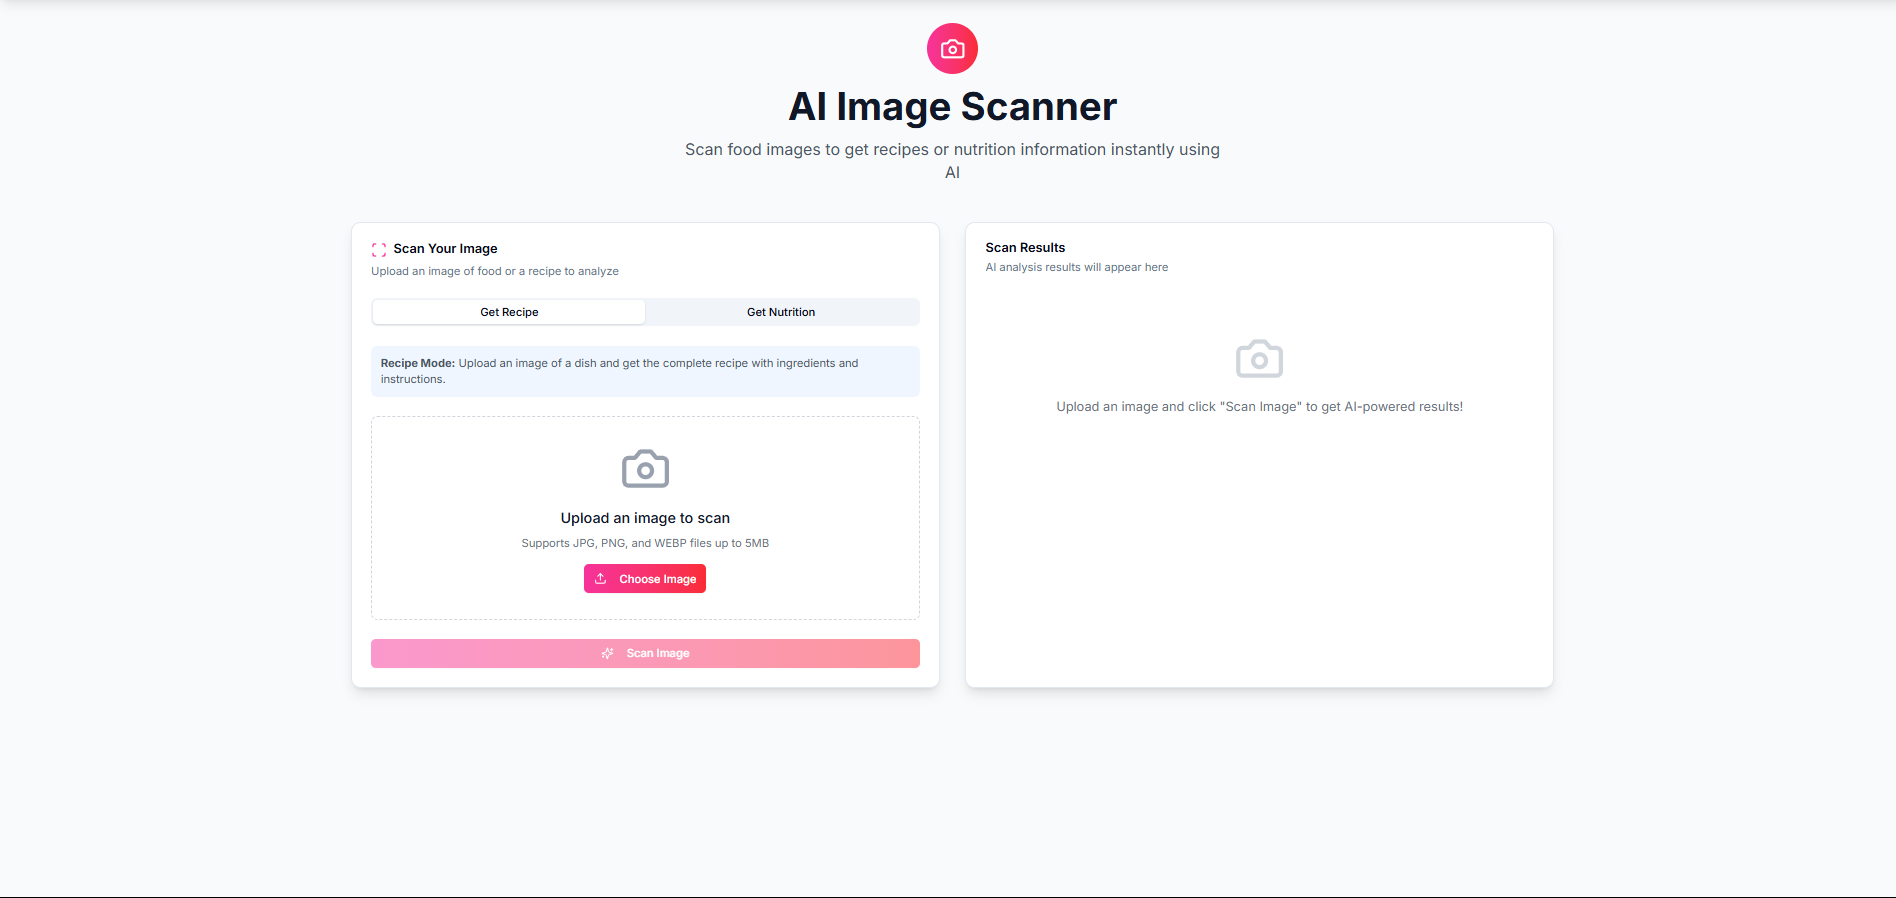 AI Image Scanner
Scan food images to get recipes or nutrition information instantly using
AI
Scan Your Image
Upload an image of food or a recipe to analyze
Get Recipe
Get Nutrition
Recipe Mode: Upload an image of a dish and get the complete recipe with ingredients and
instructions.
Upload an image to scan
Supports JPG, PNG, and WEBP files up to 5MB
Choose Image
Scan Image
Scan Results
AI analysis results will appear here
Upload an image and click "Scan Image" to get AI-powered results!